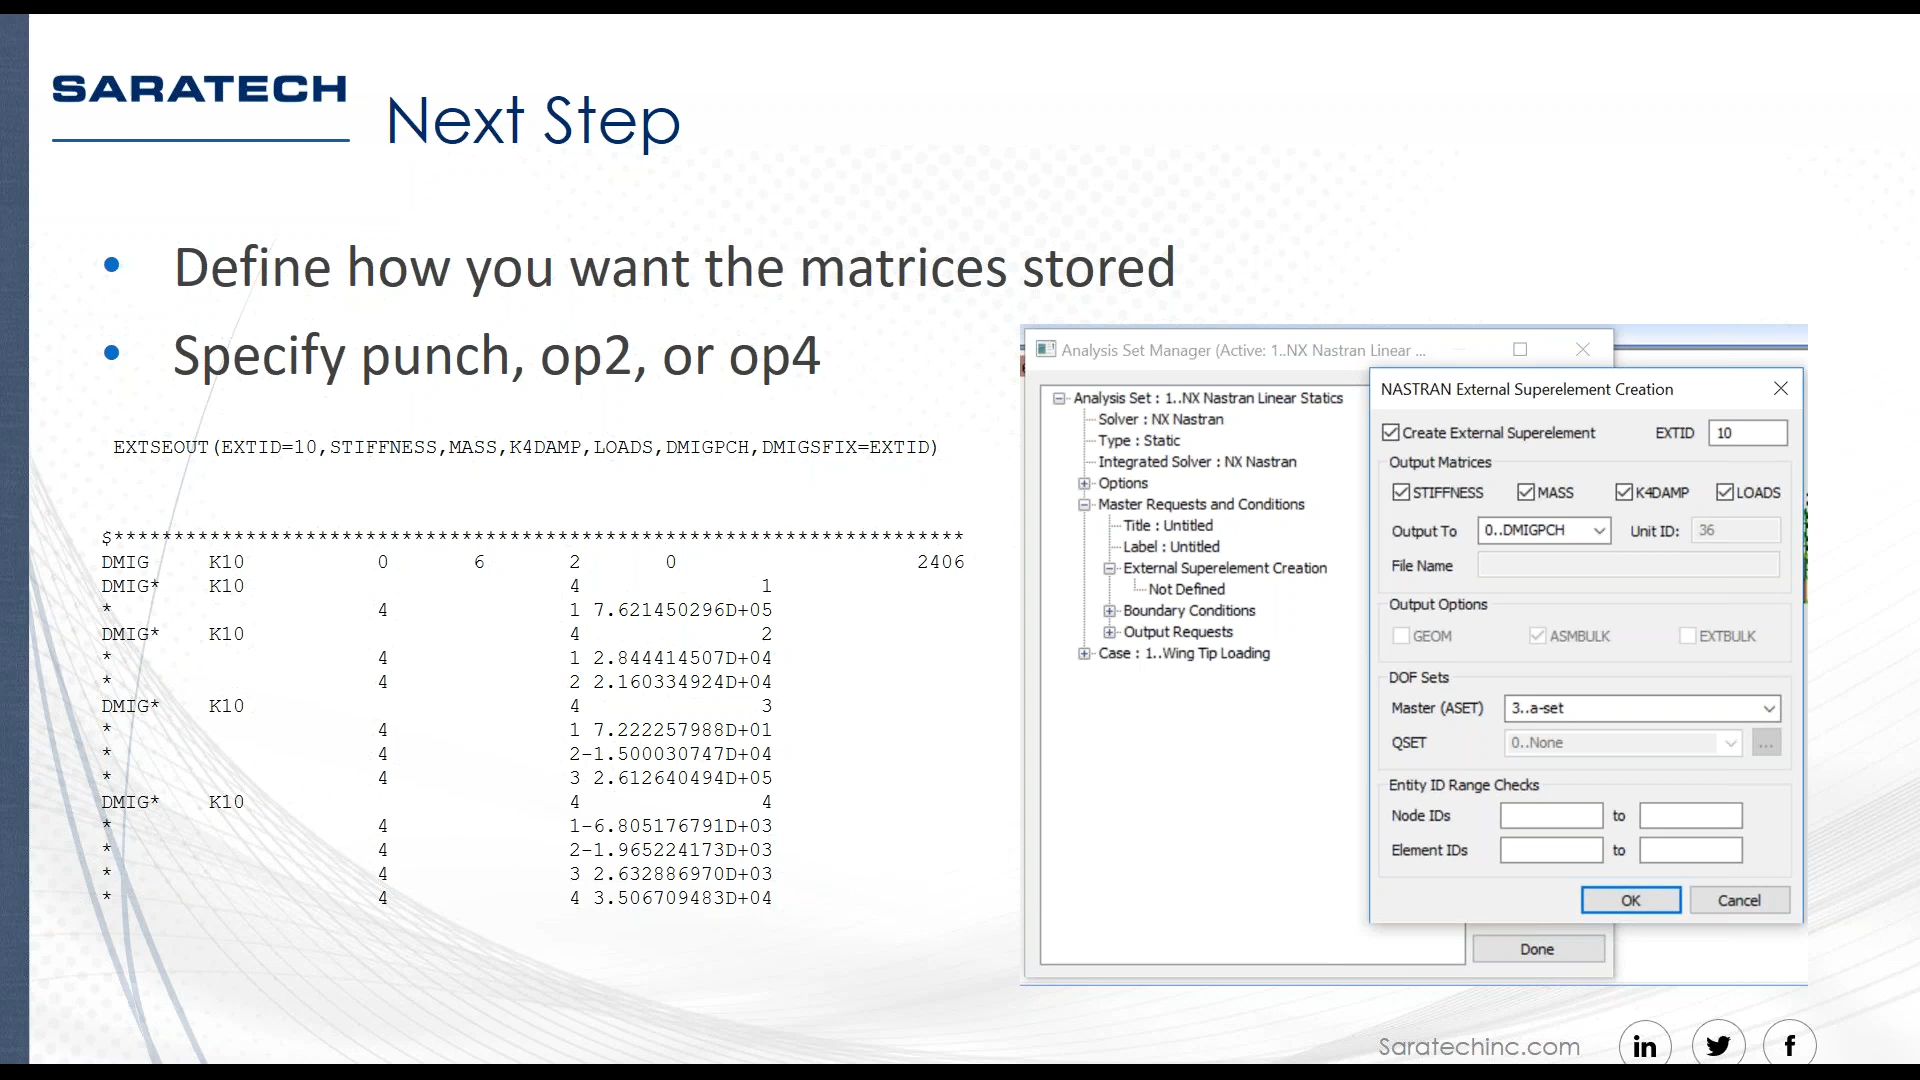 SARATECH
Next Step
• Define how you want the matrices stored
• Specify punch, op2, or op4
EXTSEOUT(EXTID=10,STIFFNESS,MASS,K4DAMP,LOADS,DMIGPCH,DMIGSFIX=EXTID)
$***********************************************************************
DMIG K10 0 6 2 0 2406
DMIG* K10 4 1
* 4 1 7.621450296D+05
DMIG* K10 4 2
* 4 1 2.844414507D+04
* 4 2 2.160334924D+04
DMIG* K10 4 3
* 4 1 7.222257988D+01
* 4 2-1.500030747D+04
* 4 3 2.612640494D+05
DMIG* K10 4 4
* 4 1-6.805176791D+03
* 4 2-1.965224173D+03
* 4 3 2.632886970D+03
* 4 4 3.506709483D+04
Analysis Set Manager (Active: 1..NX Nastran Linear ...
Analysis Set : 1..NX Nastran Linear Statics
Solver : NX Nastran
Type : Static
Integrated Solver : NX Nastran
Options
Master Requests and Conditions
Title : Untitled
Label : Untitled
External Superelement Creation
Not Defined
Boundary Conditions
Output Requests
Case : 1..Wing Tip Loading
Done
NASTRAN External Superelement Creation
Create External Superelement EXTID 10
Output Matrices
STIFFNESS MASS K4DAMP LOADS
Output To 0..DMIGPCH Unit ID: 36
File Name
Output Options
GEOM ASMBULK EXTBULK
DOF Sets
Master (ASET) 3..a-set
QSET 0..None ...
Entity ID Range Checks
Node IDs to
Element IDs to
OK Cancel
Saratechinc.com in f